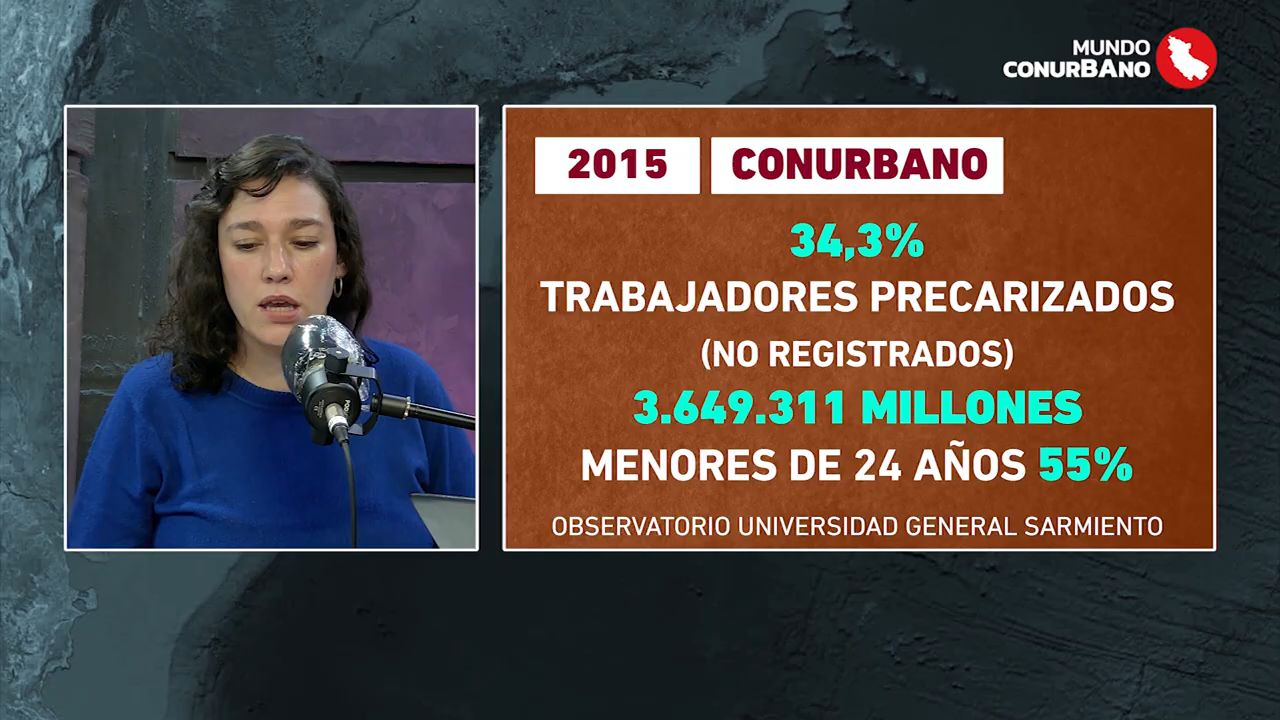 MUNDO
CONURBANO
2015 CONURBANO
34,3%
TRABAJADORES PRECARIZADOS
(NO REGISTRADOS)
3.649.311 MILLONES
MENORES DE 24 AÑOS 55%
OBSERVATORIO UNIVERSIDAD GENERAL SARMIENTO